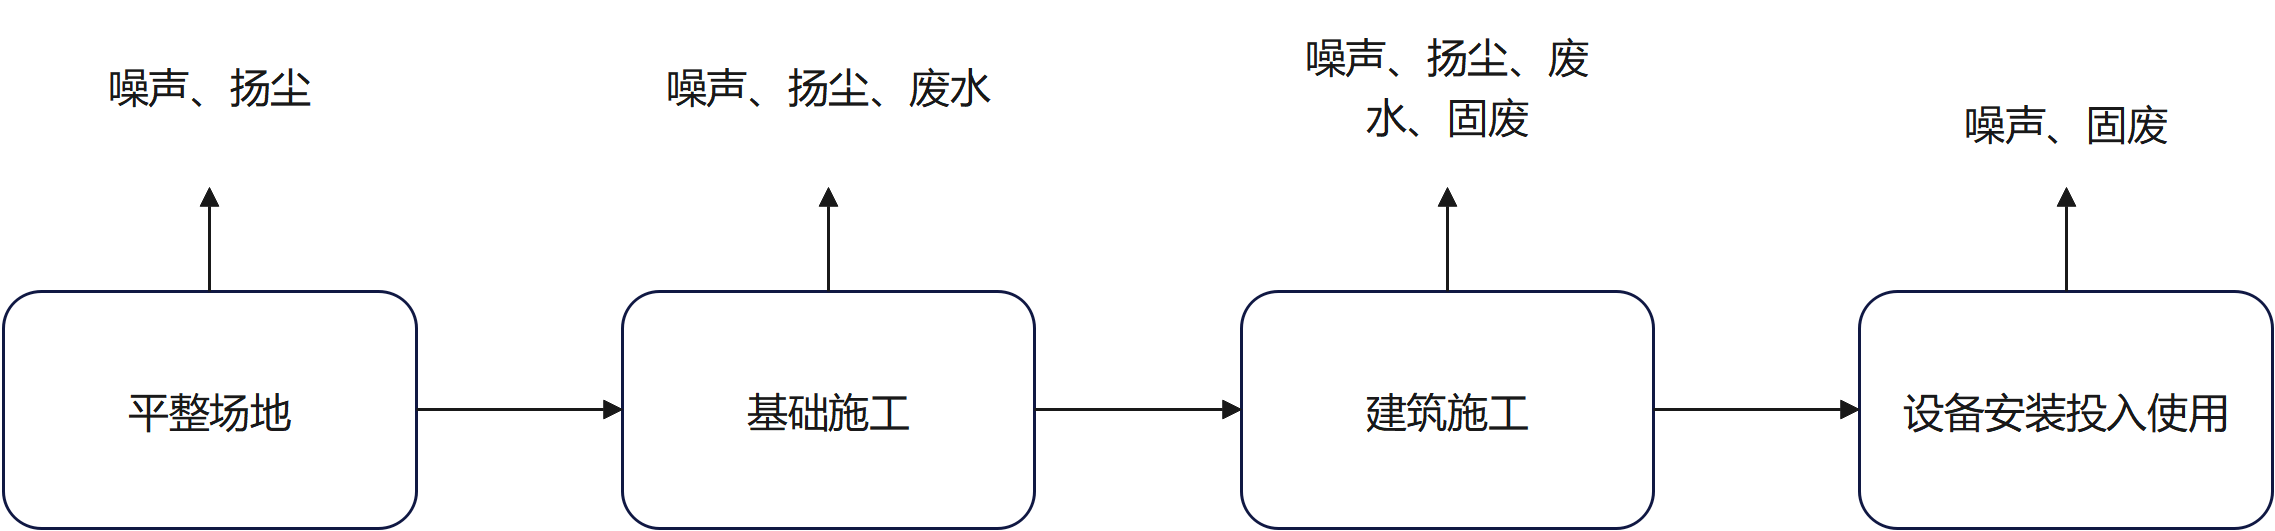 噪声、扬尘
噪声、扬尘、废水
噪声、扬尘、废
水、固废
噪声、固废
平整场地
基础施工
建筑施工
设备安装投入使用